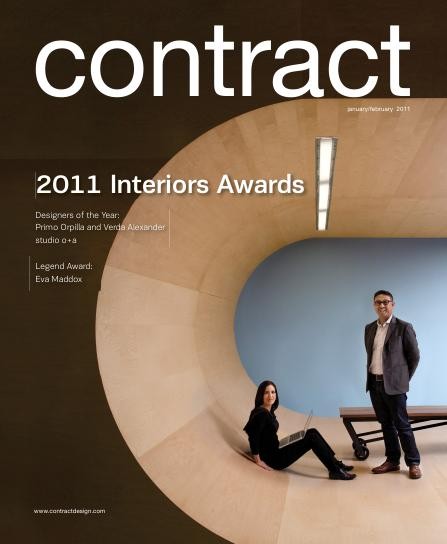 contract
january/february 2011
2011 Interiors Awards
Designers of the Year:
Primo Orpilla and Verda Alexander
studio o+a
Legend Award:
Eva Maddox
www.contractdesign.com